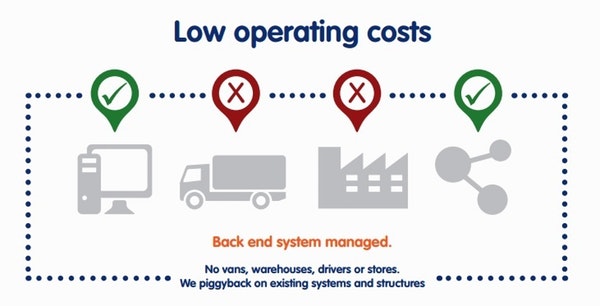 Low operating costs
X X
Back end system managed.
No vans, warehouses, drivers or stores.
We piggyback on existing systems and structures